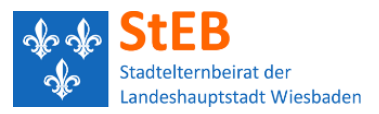 StEB
Stadtelternbeirat der
Landeshauptstadt Wiesbaden